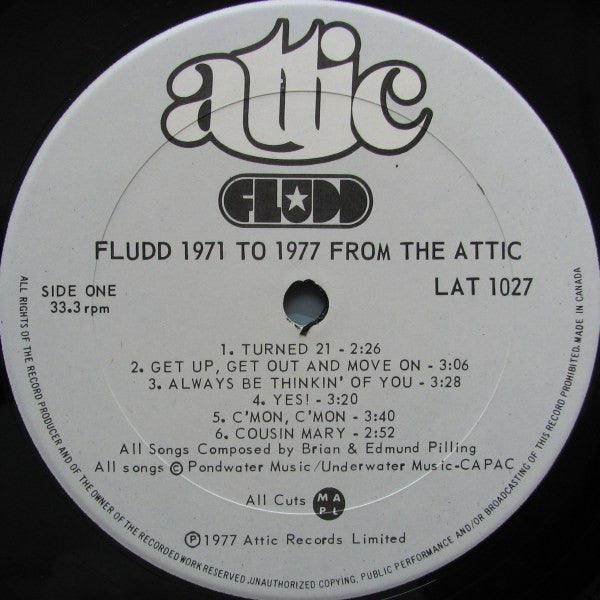 attic
FLUDD
FLUDD 1971 TO 1977 FROM THE ATTIC
SIDE ONE
33.3 rpm
LAT 1027
1. TURNED 21 - 2:26
2. GET UP, GET OUT AND MOVE ON - 3:06
3. ALWAYS BE THINKIN' OF YOU - 3:28
4. YES! - 3:20
5. C'MON, C'MON - 3:40
6. COUSIN MARY - 2:52
All Songs Composed by Brian & Edmund Pilling
All songs © Pondwater Music/Underwater Music-CAPAC
All Cuts MAPL
℗1977 Attic Records Limited
ALL RIGHTS OF THE RECORD PRODUCER AND OF THE OWNER OF THE RECORDED WORK RESERVED. UNAUTHORIZED COPYING, PUBLIC PERFORMANCE AND/OR BROADCASTING OF THIS RECORD PROHIBITED. MADE IN CANADA